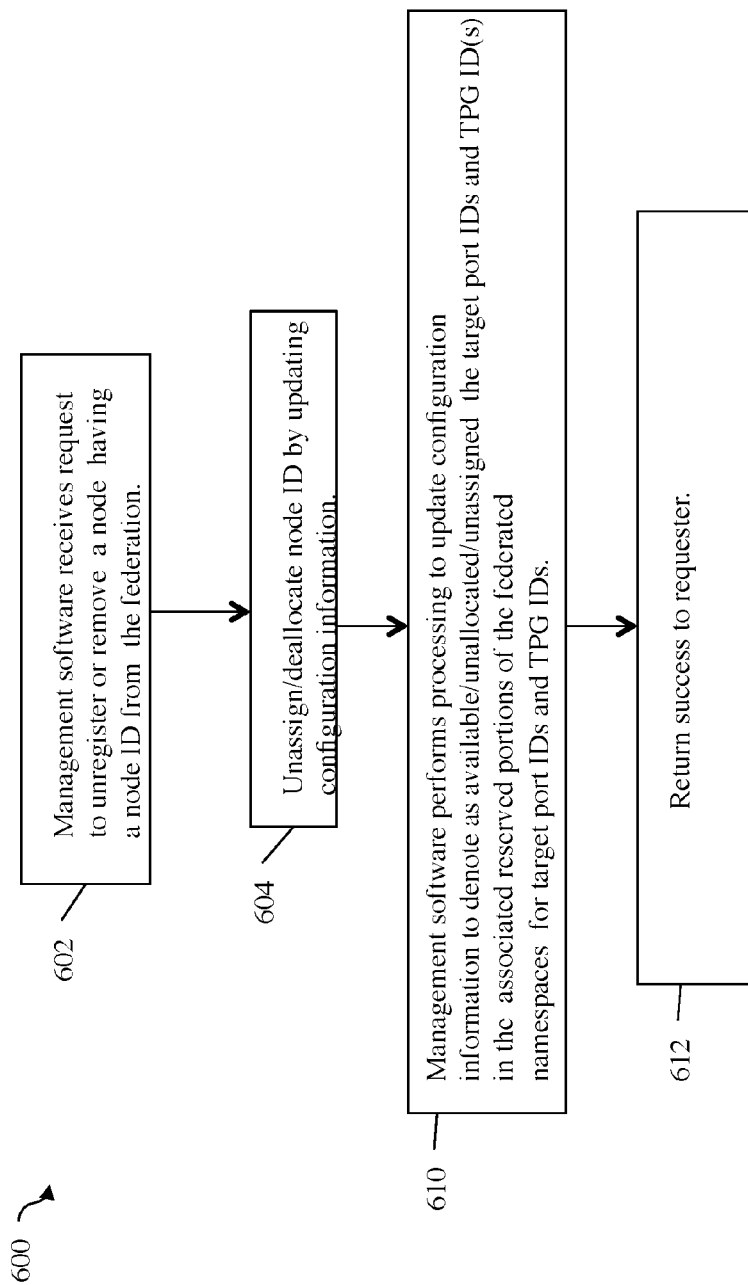 600
Management software receives request
to unregister or remove a node having
a node ID from the federation.
602
Unassign/deallocate node ID by updating
configuration information.
604
Management software performs processing to update configuration
information to denote as available/unallocated/unassigned the target port IDs and TPG ID(s)
in the associated reserved portions of the federated
namespaces for target port IDs and TPG IDs.
610
Return success to requester.
612